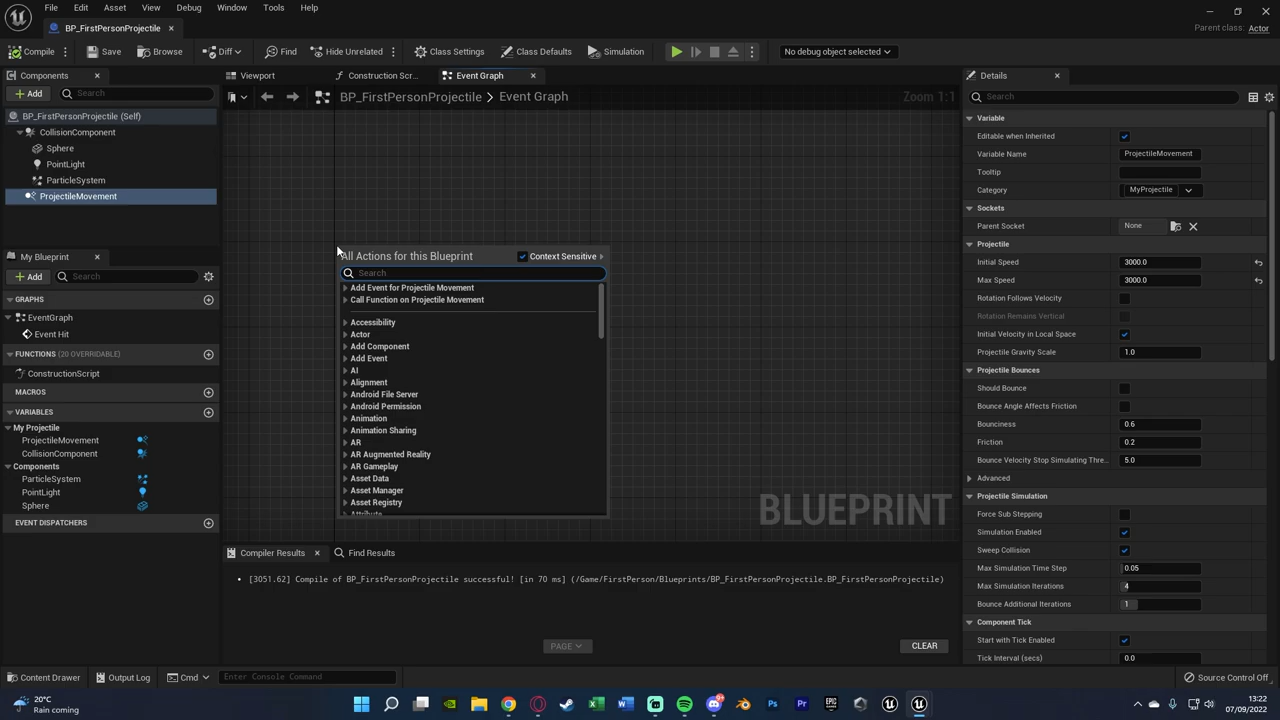 File Edit Asset View Debug Window Tools Help
BP_FirstPersonProjectile
Parent class: Actor
Compile Save Browse Diff Find Hide Unrelated Class Settings Class Defaults Simulation No debug object selected
Components Viewport Construction Scr... Event Graph Details
Add Search BP_FirstPersonProjectile Event Graph Zoom 1:1 Search
BP_FirstPersonProjectile (Self)
CollisionComponent
Sphere
PointLight
ParticleSystem
ProjectileMovement
My Blueprint
Add Search
GRAPHS
EventGraph
Event Hit
FUNCTIONS (20 OVERRIDABLE)
ConstructionScript
MACROS
VARIABLES
My Projectile
ProjectileMovement
CollisionComponent
Components
ParticleSystem
PointLight
Sphere
EVENT DISPATCHERS
All Actions for this Blueprint Context Sensitive
Search
Add Event for Projectile Movement
Call Function on Projectile Movement
Accessibility
Actor
Add Component
Add Event
AI
Alignment
Android File Server
Android Permission
Animation
Animation Sharing
AR
AR Augmented Reality
AR Gameplay
Asset Data
Asset Manager
Asset Registry
Attribute
BLUEPRINT
Compiler Results Find Results
[3051.62] Compile of BP_FirstPersonProjectile successful! [in 70 ms] (/Game/FirstPerson/Blueprints/BP_FirstPersonProjectile.BP_FirstPersonProjectile)
PAGE CLEAR
Variable
Editable when Inherited
Variable Name ProjectileMovement
Tooltip
Category MyProjectile
Sockets
Parent Socket None
Projectile
Initial Speed 3000.0
Max Speed 3000.0
Rotation Follows Velocity
Rotation Remains Vertical
Initial Velocity in Local Space
Projectile Gravity Scale 1.0
Projectile Bounces
Should Bounce
Bounce Angle Affects Friction
Bounciness 0.6
Friction 0.2
Bounce Velocity Stop Simulating Thre... 5.0
Advanced
Projectile Simulation
Force Sub Stepping
Simulation Enabled
Sweep Collision
Max Simulation Time Step 0.05
Max Simulation Iterations 4
Bounce Additional Iterations 1
Component Tick
Start with Tick Enabled
Tick Interval (secs) 0.0
Content Drawer Output Log Cmd Enter Console Command Source Control Off
20°C
Rain coming
13:22
07/09/2022